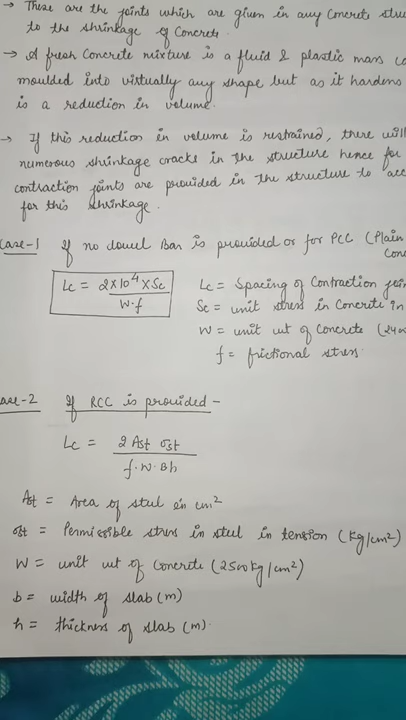 → These are the joints which are given in any Concrete
to the shrinkage of Concrete.
→ A fresh Concrete mixture is a fluid & plastic mass
moulded into virtually any shape but as it hardens
is a reduction in volume.
→ If this reduction in volume is restrained, there will
numerous shrinkage cracks in the structure hence for
contraction joints are provided in the structure to
for this shrinkage.
Case-1 If no dowel Bar is provided or for PCC (Plain
Lc = 2×10⁴ × Sc / W·f
Lc = Spacing of Contraction
Sc = unit stress in Concrete in
W = unit wt of Concrete
f = frictional stress.
Case-2 If RCC is provided -
Lc = 2 Ast σst / f·W·Bh
Ast = Area of steel in cm²
σst = Permissible stress in steel in tension (Kg/cm²)
W = unit wt of Concrete (2500kg/cm²)
b = width of slab (m)
h = thickness of slab (m).